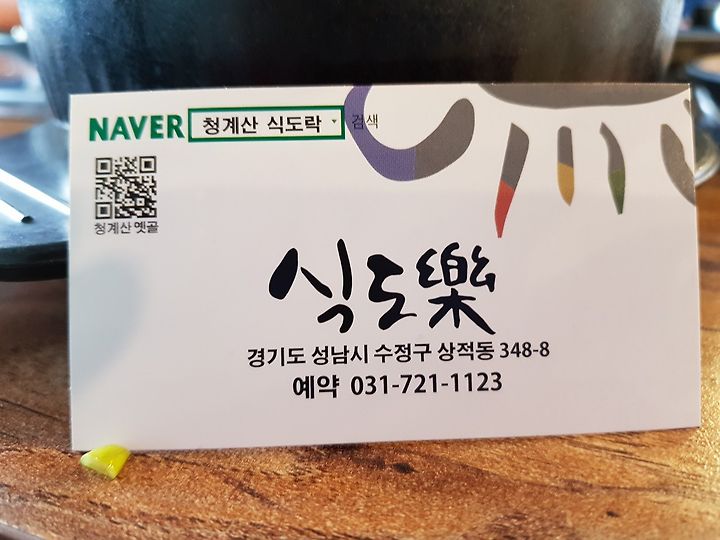 NAVER 청계산 식도락 검색
청계산 옛골
식도樂
경기도 성남시 수정구 상적동 348-8
예약 031-721-1123